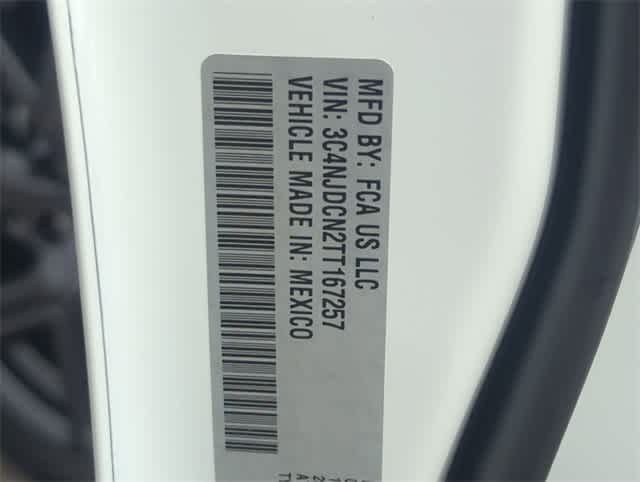 MFD BY: FCA US LLC
VIN: 3C4NJDCN2TT167257
VEHICLE MADE IN: MEXICO